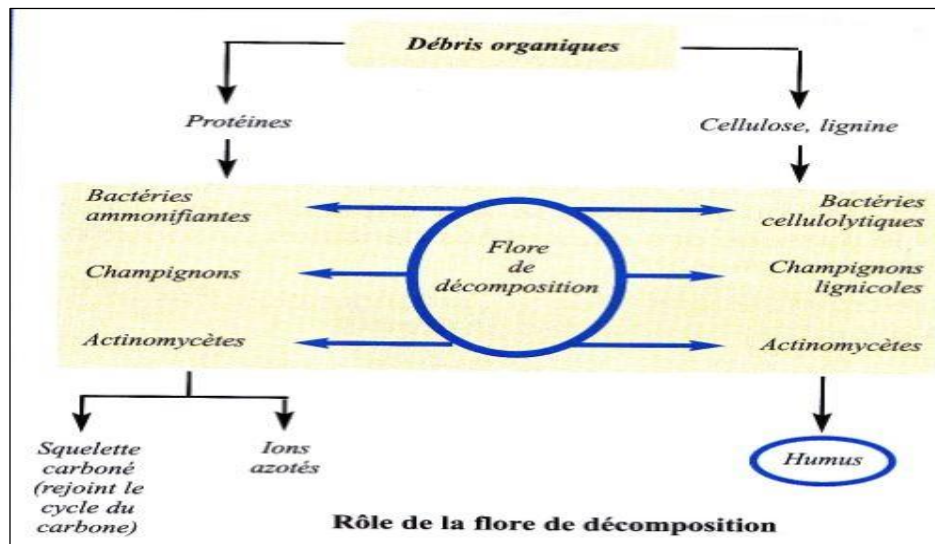 Débris organiques
Protéines
Cellulose, lignine
Bactéries
ammonifiantes
Champignons
Actinomycètes
Flore
de
décomposition
Bactéries
cellulolytiques
Champignons
lignicoles
Actinomycètes
Squelette
carboné
(rejoint le
cycle du
carbone)
Ions
azotés
Humus
Rôle de la flore de décomposition